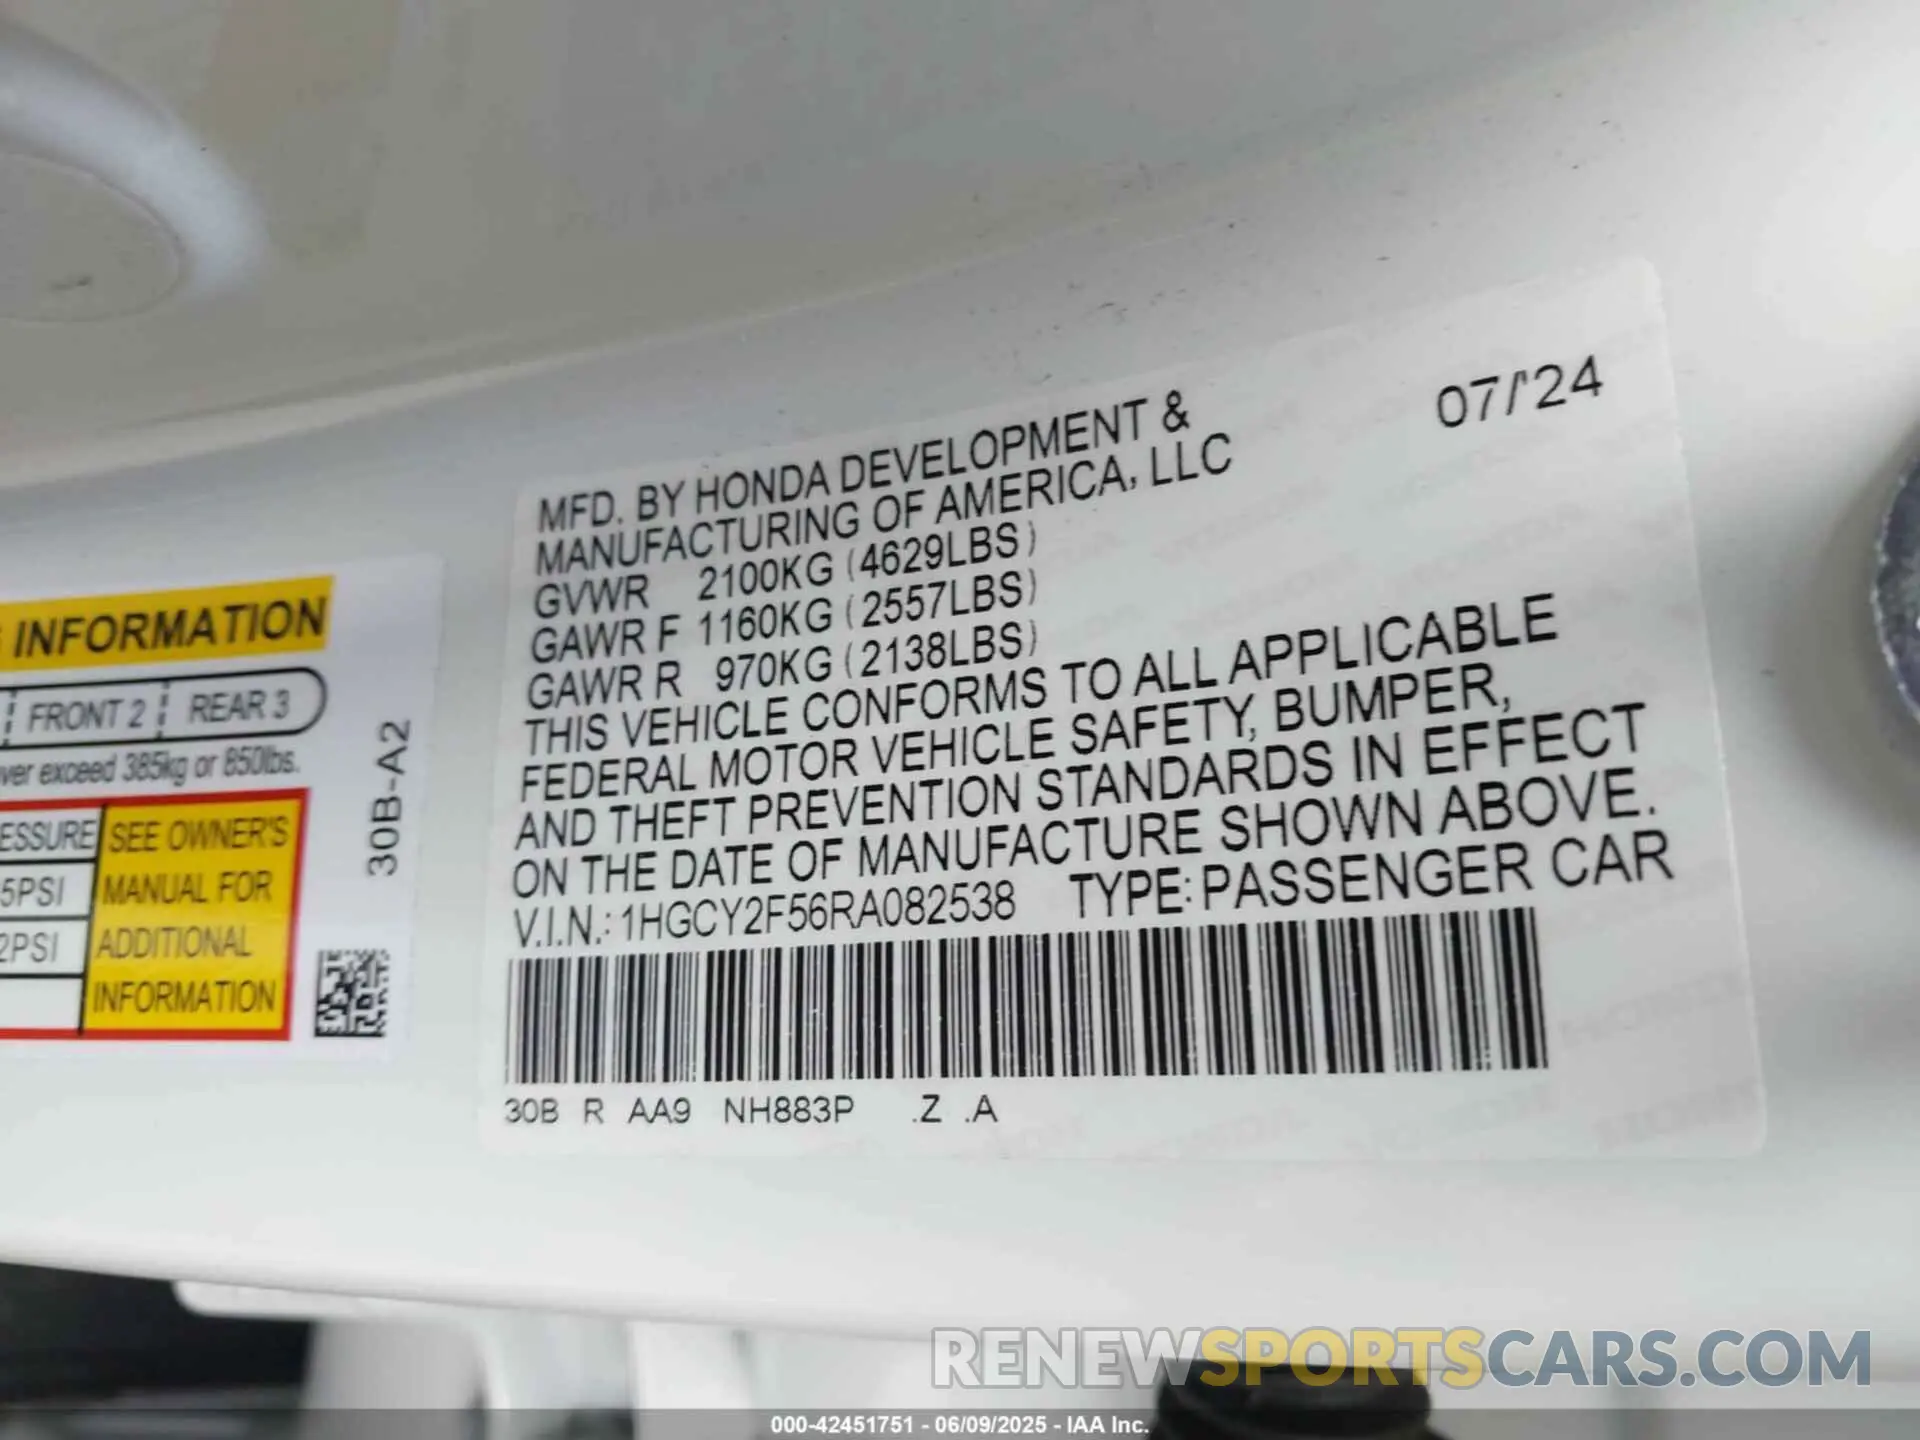 07/'24
MFD. BY HONDA DEVELOPMENT &
MANUFACTURING OF AMERICA, LLC
GVWR 2100KG (4629LBS)
GAWR F 1160KG (2557LBS)
GAWR R 970KG (2138LBS)
THIS VEHICLE CONFORMS TO ALL APPLICABLE
FEDERAL MOTOR VEHICLE SAFETY, BUMPER,
AND THEFT PREVENTION STANDARDS IN EFFECT
ON THE DATE OF MANUFACTURE SHOWN ABOVE.
V.I.N.: 1HGCY2F56RA082538 TYPE: PASSENGER CAR
30B R AA9 NH883P .Z .A
INFORMATION
FRONT 2 REAR 3
exceed 385kg or 850lbs.
SEE OWNER'S
MANUAL FOR
ADDITIONAL
INFORMATION
5PSI
2PSI
30B-A2
RENEWSPORTSCARS.COM
000-42451751 - 06/09/2025 - IAA Inc.